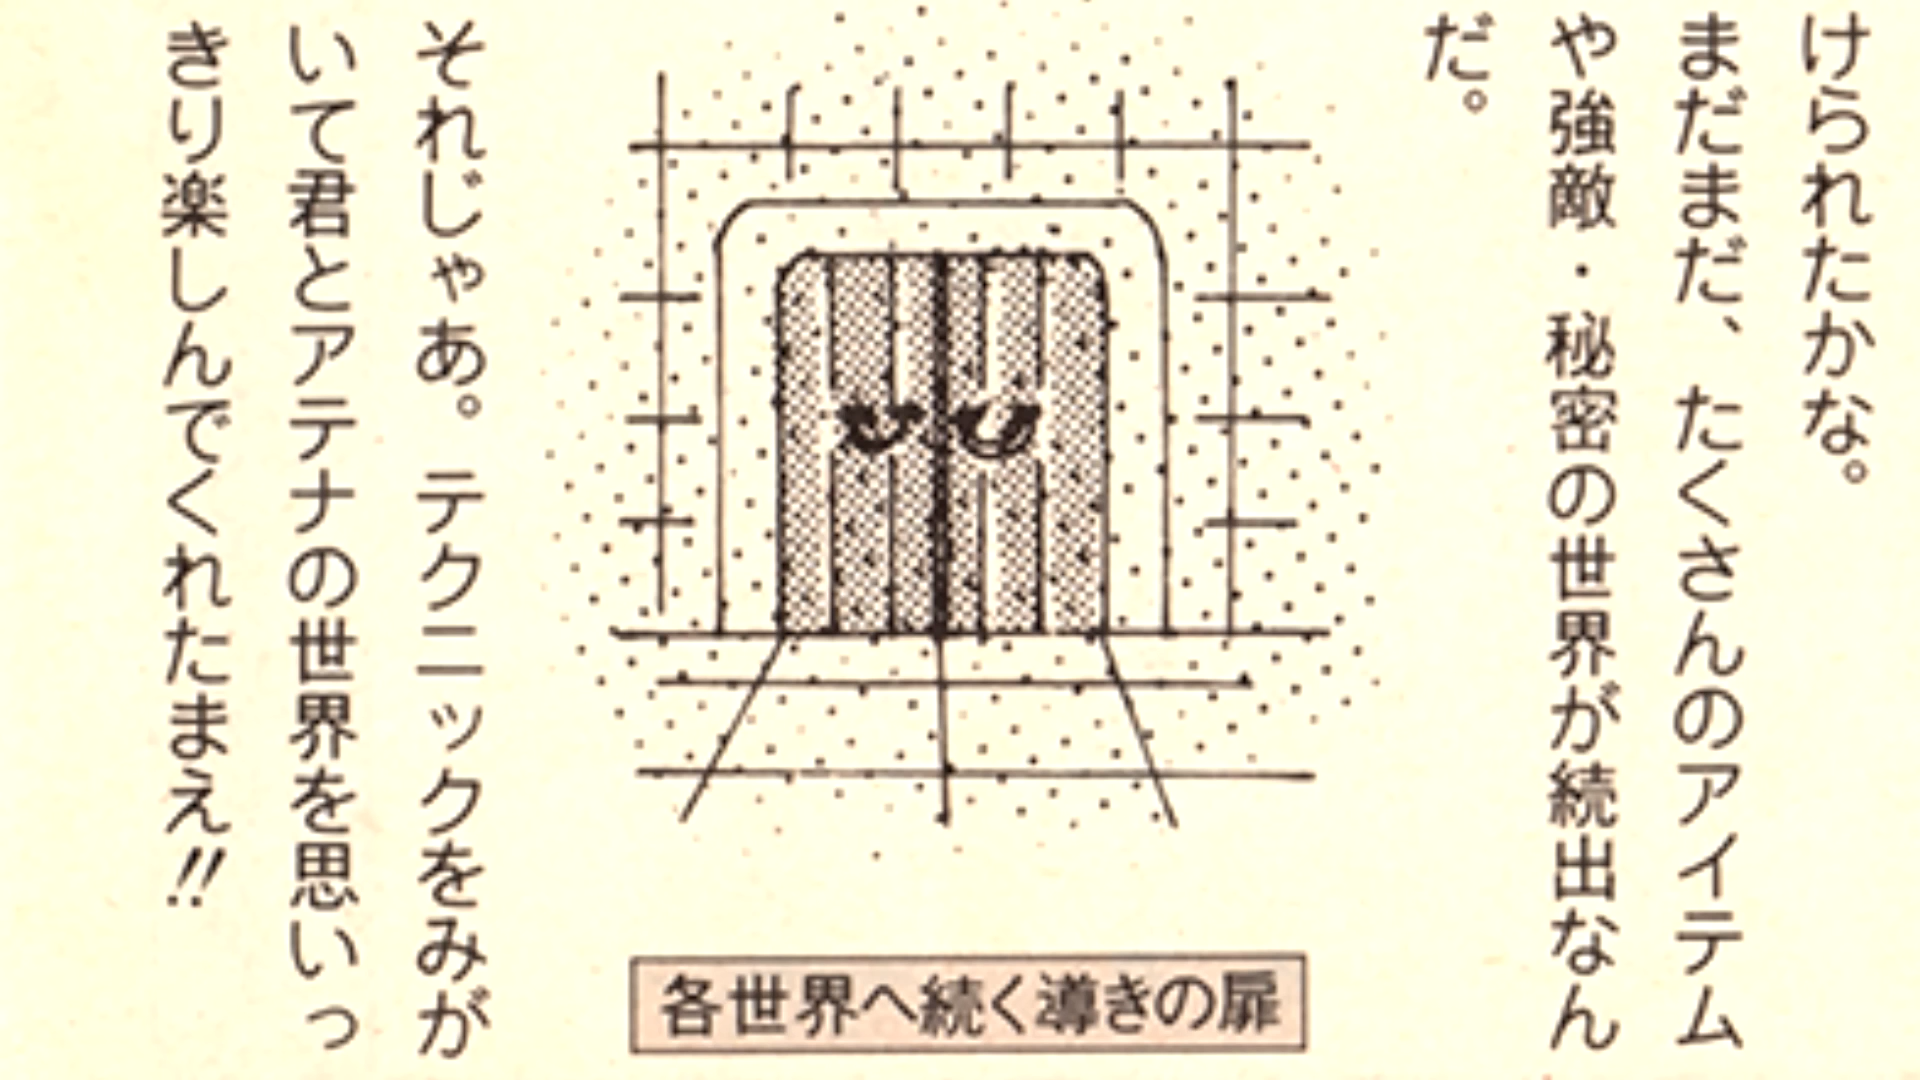 けられたかな。
まだまだ、たくさんのアイテム
や強敵・秘密の世界が続出なん
だ。
各世界へ続く導きの扉
それじゃあ。テクニックをみが
いて君とアテナの世界を思いっ
きり楽しんでくれたまえ!!